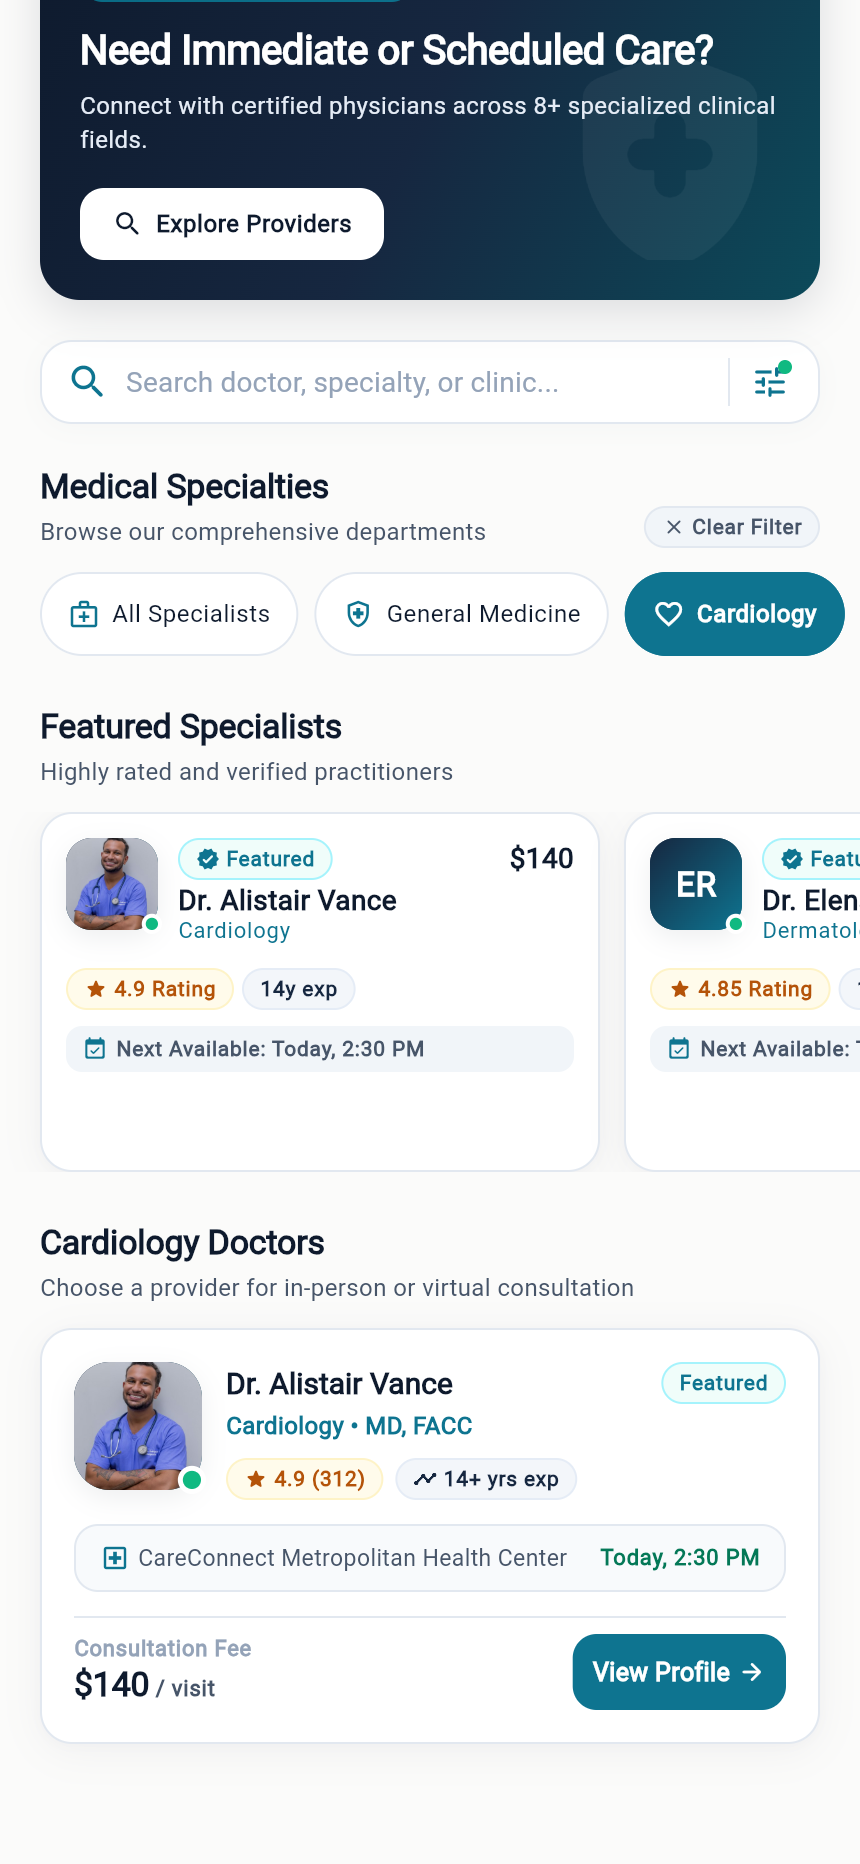 Need Immediate or Scheduled Care?
Connect with certified physicians across 8+ specialized clinical
fields.
Explore Providers
Search doctor, specialty, or clinic...
Medical Specialties
Browse our comprehensive departments
Clear Filter
All Specialists
General Medicine
Cardiology
Featured Specialists
Highly rated and verified practitioners
Featured
$140
Dr. Alistair Vance
Cardiology
4.9 Rating
14y exp
Next Available: Today, 2:30 PM
ER
Featu
Dr. Elen
Dermatol
4.85 Rating
Next Available:
Cardiology Doctors
Choose a provider for in-person or virtual consultation
Dr. Alistair Vance
Featured
Cardiology • MD, FACC
4.9 (312)
14+ yrs exp
CareConnect Metropolitan Health Center
Today, 2:30 PM
Consultation Fee
$140 / visit
View Profile